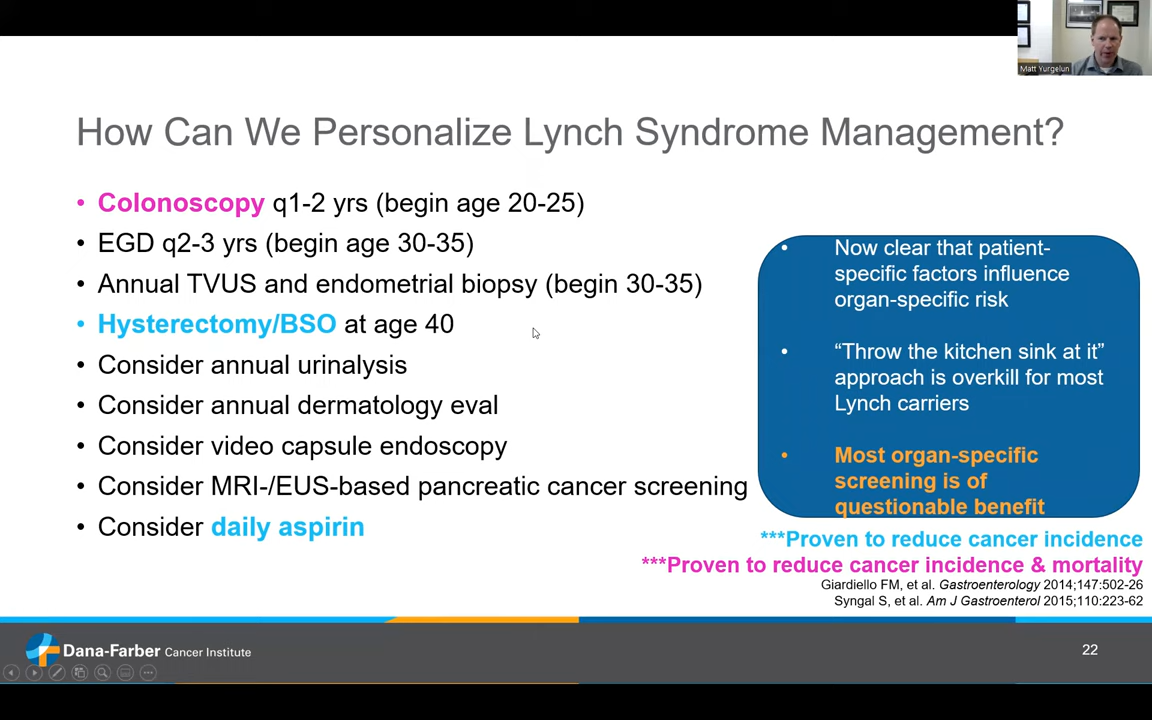 Matt Yurgelun
How Can We Personalize Lynch Syndrome Management?
• Colonoscopy q1-2 yrs (begin age 20-25)
• EGD q2-3 yrs (begin age 30-35)
• Annual TVUS and endometrial biopsy (begin 30-35)
• Hysterectomy/BSO at age 40
• Consider annual urinalysis
• Consider annual dermatology eval
• Consider video capsule endoscopy
• Consider MRI-/EUS-based pancreatic cancer screening
• Consider daily aspirin
• Now clear that patient-
specific factors influence
organ-specific risk
• “Throw the kitchen sink at it”
approach is overkill for most
Lynch carriers
• Most organ-specific
screening is of
questionable benefit
***Proven to reduce cancer incidence
***Proven to reduce cancer incidence & mortality
Giardiello FM, et al. Gastroenterology 2014;147:502-26
Syngal S, et al. Am J Gastroenterol 2015;110:223-62
Dana-Farber Cancer Institute
22